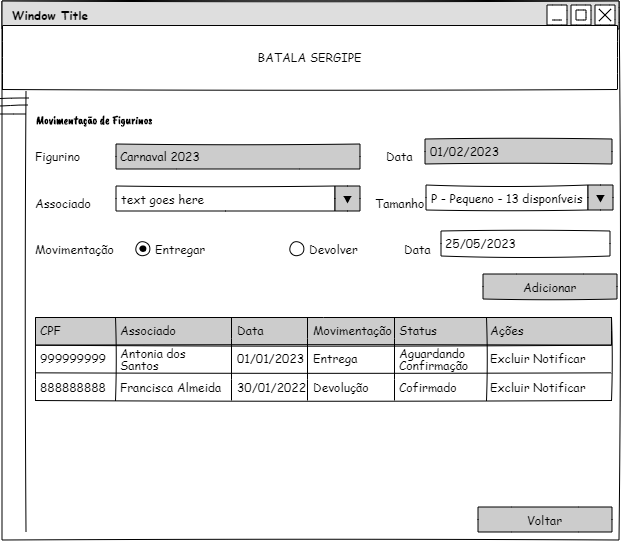 Window Title
BATALA SERGIPE
Movimentação de Figurinos
Figurino Carnaval 2023 Data 01/02/2023
Associado text goes here Tamanho P - Pequeno - 13 disponíveis
Movimentação Entregar Devolver Data 25/05/2023
Adicionar
CPF Associado Data Movimentação Status Ações
999999999 Antonia dos Santos 01/01/2023 Entrega Aguardando Confirmação Excluir Notificar
888888888 Francisca Almeida 30/01/2022 Devolução Cofirmado Excluir Notificar
Voltar